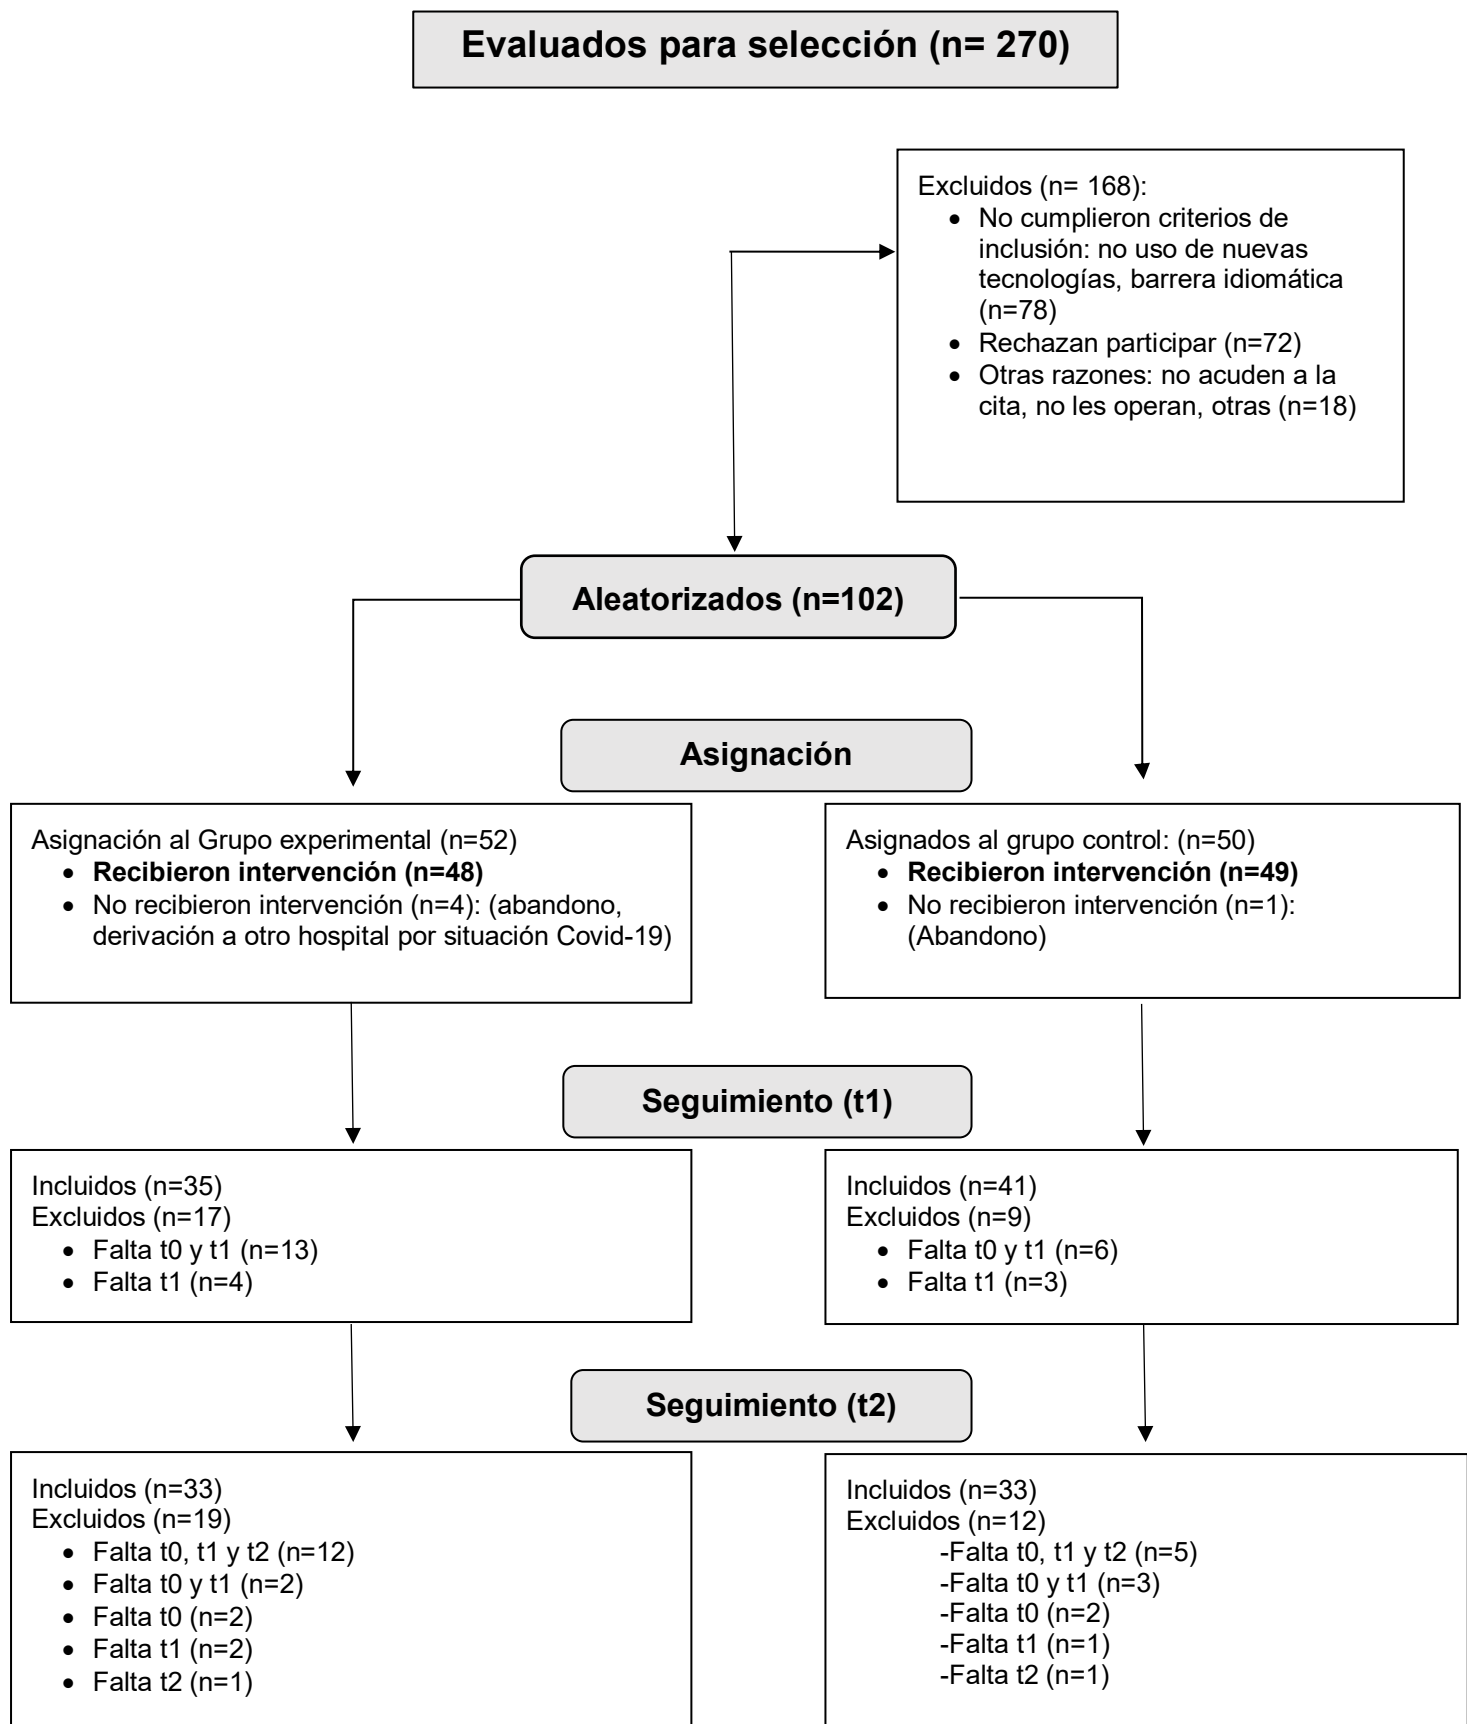 Evaluados para selección (n= 270)
Excluidos (n= 168):
• No cumplieron criterios de
inclusión: no uso de nuevas
tecnologías, barrera idiomática
(n=78)
• Rechazan participar (n=72)
• Otras razones: no acuden a la
cita, no les operan, otras (n=18)
Aleatorizados (n=102)
Asignación
Asignación al Grupo experimental (n=52)
• Recibieron intervención (n=48)
• No recibieron intervención (n=4): (abandono,
derivación a otro hospital por situación Covid-19)
Asignados al grupo control: (n=50)
• Recibieron intervención (n=49)
• No recibieron intervención (n=1):
(Abandono)
Seguimiento (t1)
Incluidos (n=35)
Excluidos (n=17)
• Falta t0 y t1 (n=13)
• Falta t1 (n=4)
Incluidos (n=41)
Excluidos (n=9)
• Falta t0 y t1 (n=6)
• Falta t1 (n=3)
Seguimiento (t2)
Incluidos (n=33)
Excluidos (n=19)
• Falta t0, t1 y t2 (n=12)
• Falta t0 y t1 (n=2)
• Falta t0 (n=2)
• Falta t1 (n=2)
• Falta t2 (n=1)
Incluidos (n=33)
Excluidos (n=12)
-Falta t0, t1 y t2 (n=5)
-Falta t0 y t1 (n=3)
-Falta t0 (n=2)
-Falta t1 (n=1)
-Falta t2 (n=1)